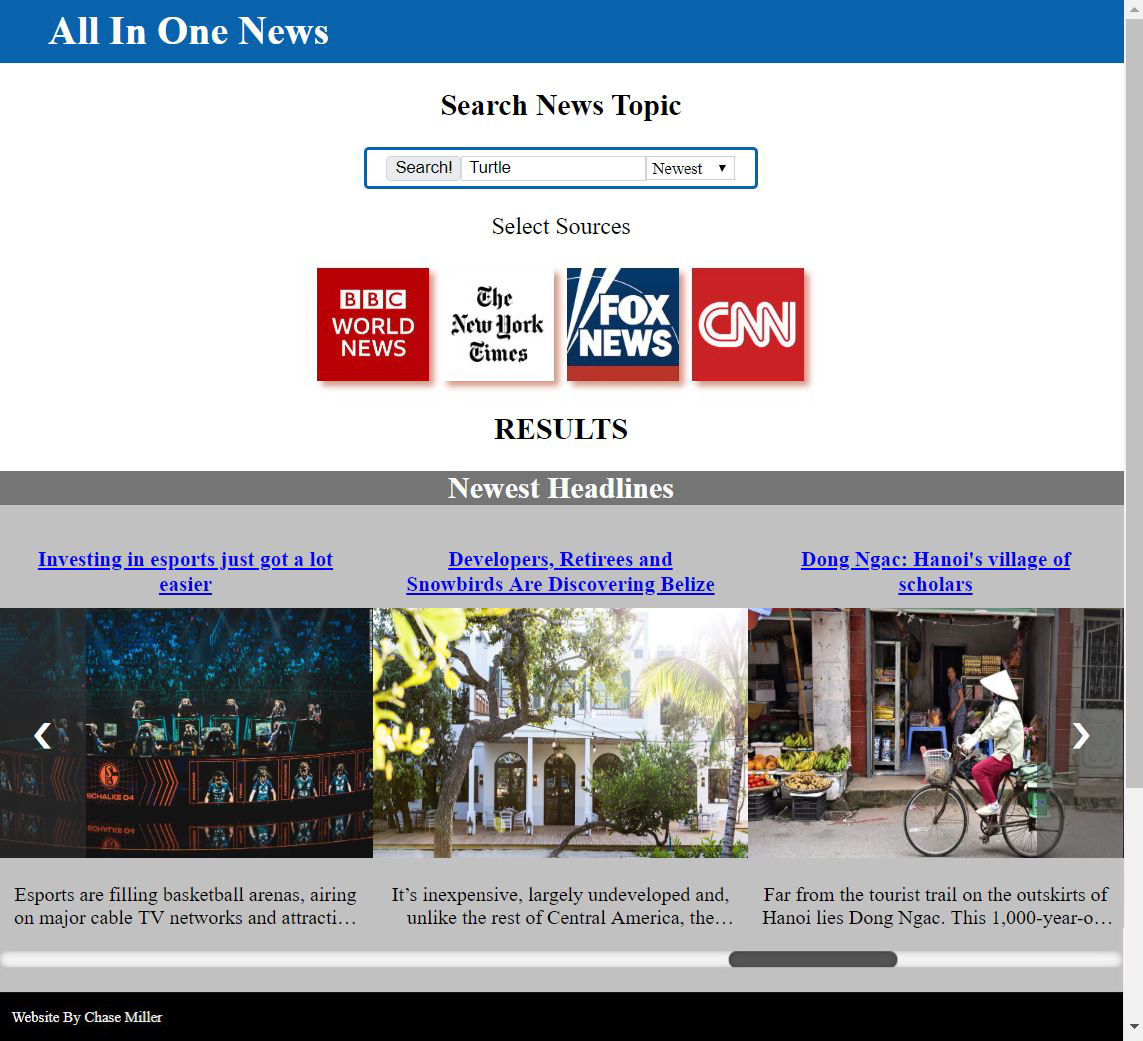 All In One News
Search News Topic
Search! Turtle Newest
Select Sources
BBC
WORLD
NEWS
The
New York
Times
FOX
NEWS
CNN
RESULTS
Newest Headlines
Investing in esports just got a lot
easier
Developers, Retirees and
Snowbirds Are Discovering Belize
Dong Ngac: Hanoi's village of
scholars
SCHALKE 04
Esports are filling basketball arenas, airing
on major cable TV networks and attracti…
It’s inexpensive, largely undeveloped and,
unlike the rest of Central America, the…
Far from the tourist trail on the outskirts of
Hanoi lies Dong Ngac. This 1,000-year-o…
Website By Chase Miller